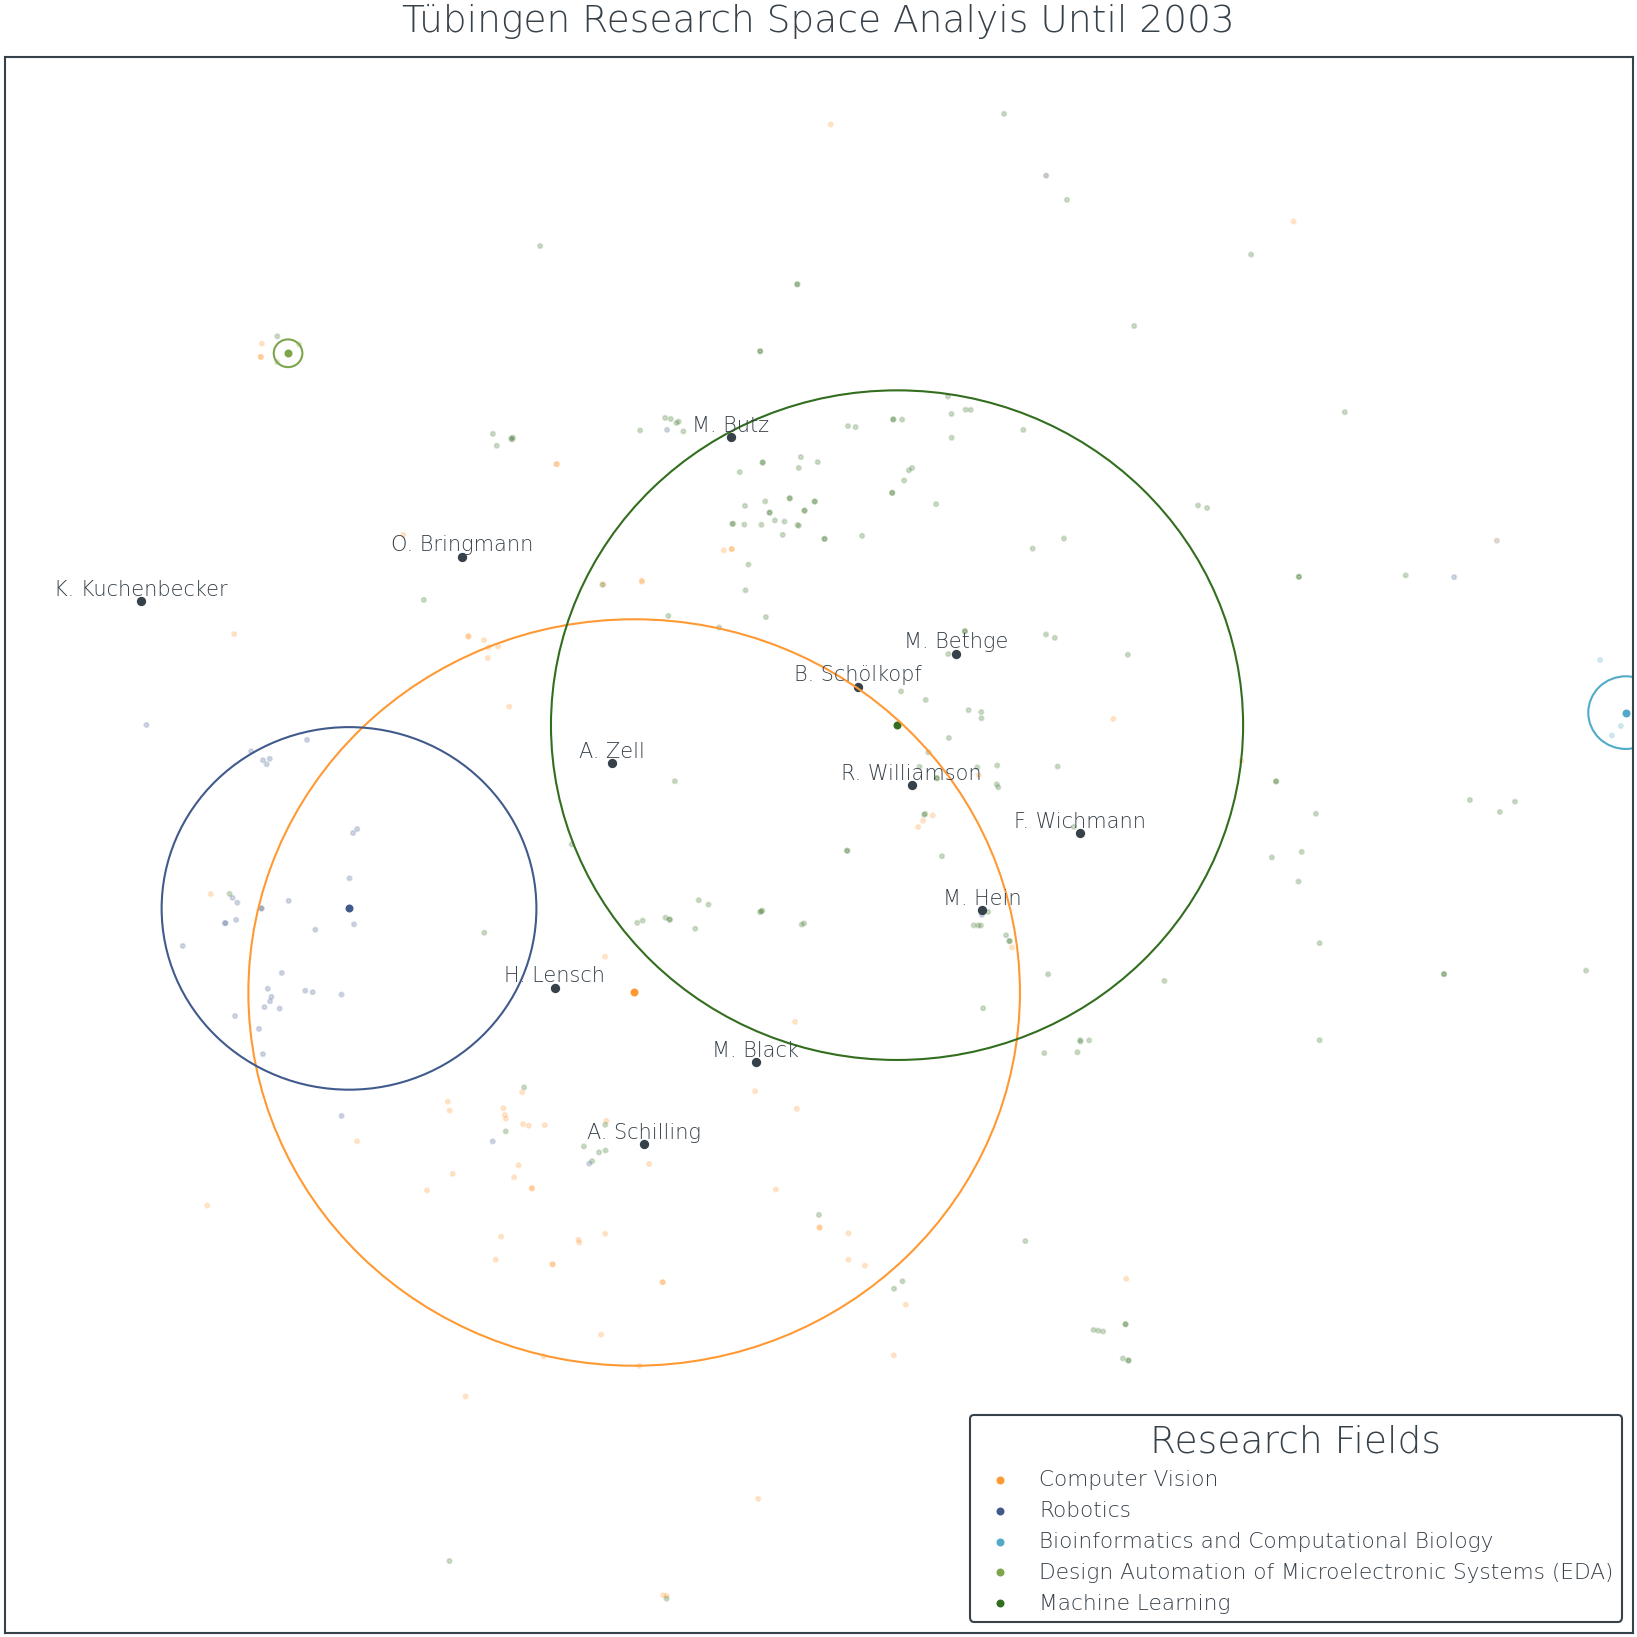 Tübingen Research Space Analyis Until 2003
M. Butz
O. Bringmann
K. Kuchenbecker
M. Bethge
B. Schölkopf
A. Zell
R. Williamson
F. Wichmann
M. Hein
H. Lensch
M. Black
A. Schilling
Research Fields
Computer Vision
Robotics
Bioinformatics and Computational Biology
Design Automation of Microelectronic Systems (EDA)
Machine Learning